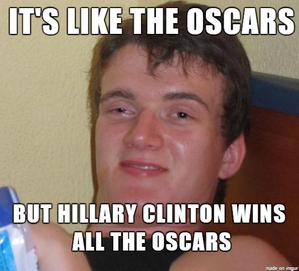 IT'S LIKE THE OSCARS
BUT HILLARY CLINTON WINS
ALL THE OSCARS
made on imgur